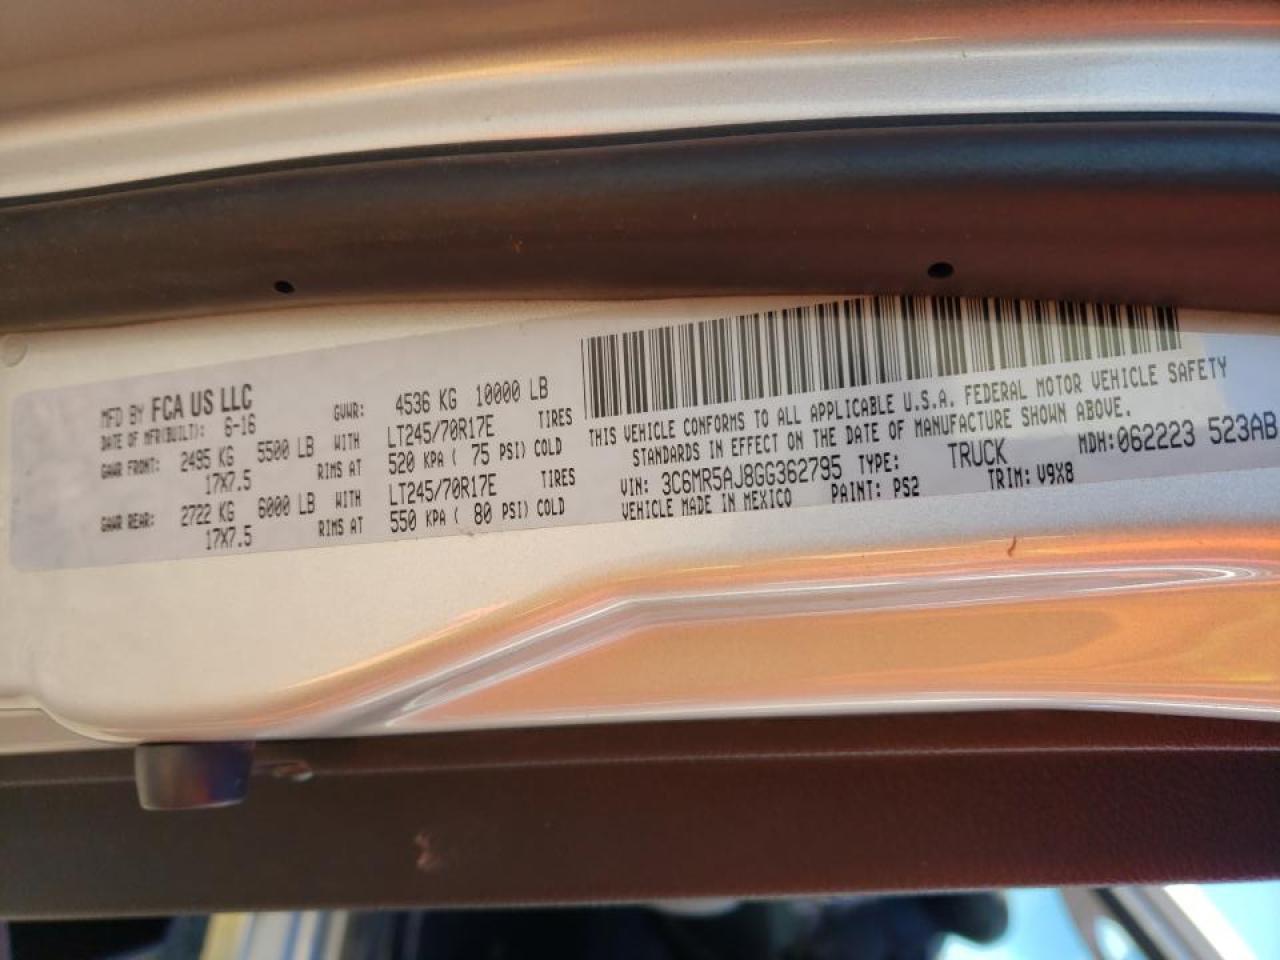 MFD BY FCA US LLC
DATE OF MFR(BUILT): 6-16 GVWR: 4536 KG 10000 LB
GAWR FRONT: 2495 KG 5500 LB WITH LT245/70R17E TIRES
17X7.5 RIMS AT 520 KPA ( 75 PSI) COLD
GAWR REAR: 2722 KG 6000 LB WITH LT245/70R17E TIRES
17X7.5 RIMS AT 550 KPA ( 80 PSI) COLD
THIS VEHICLE CONFORMS TO ALL APPLICABLE U.S.A. FEDERAL MOTOR VEHICLE SAFETY
STANDARDS IN EFFECT ON THE DATE OF MANUFACTURE SHOWN ABOVE.
VIN: 3C6MR5AJ8GG362795 TYPE: TRUCK MDH:062223 523AB
VEHICLE MADE IN MEXICO PAINT: PS2 TRIM: V9X8